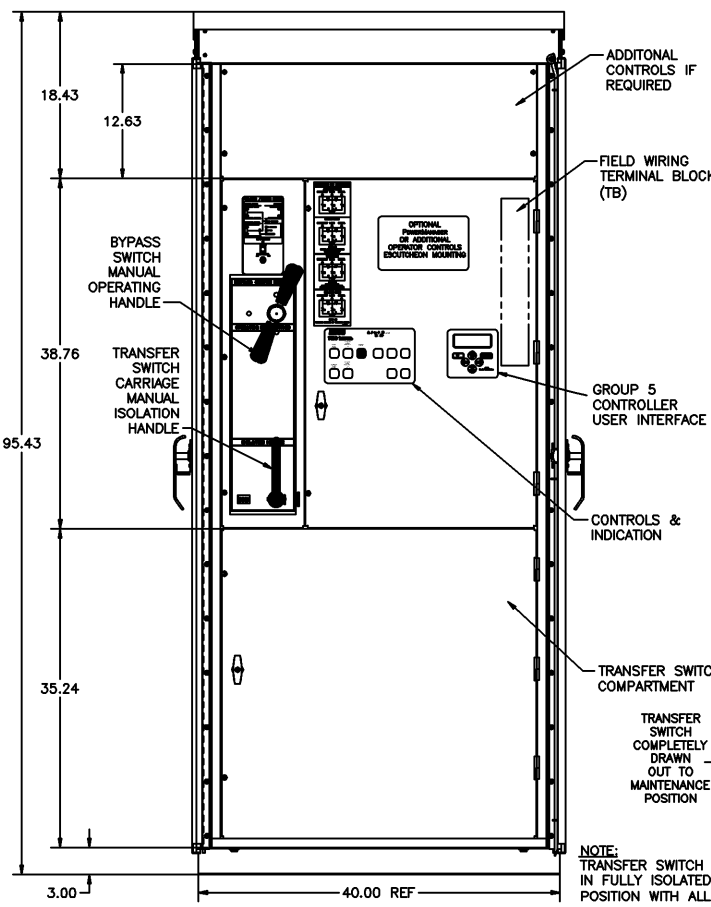 ADDITONAL
CONTROLS IF
REQUIRED
18.43
12.63
FIELD WIRING
TERMINAL BLOCK
(TB)
OPTIONAL
POWERMANAGER
OR ADDITIONAL
OPERATOR CONTROLS
ESCUTCHEON MOUNTING
BYPASS
SWITCH
MANUAL
OPERATING
HANDLE
38.76
TRANSFER
SWITCH
CARRIAGE
MANUAL
ISOLATION
HANDLE
GROUP 5
CONTROLLER
USER INTERFACE
95.43
CONTROLS &
INDICATION
35.24
TRANSFER SWITC
COMPARTMENT
TRANSFER
SWITCH
COMPLETELY
DRAWN
OUT TO
MAINTENANCE
POSITION
NOTE:
TRANSFER SWITCH
IN FULLY ISOLATED
POSITION WITH ALL
3.00
40.00 REF